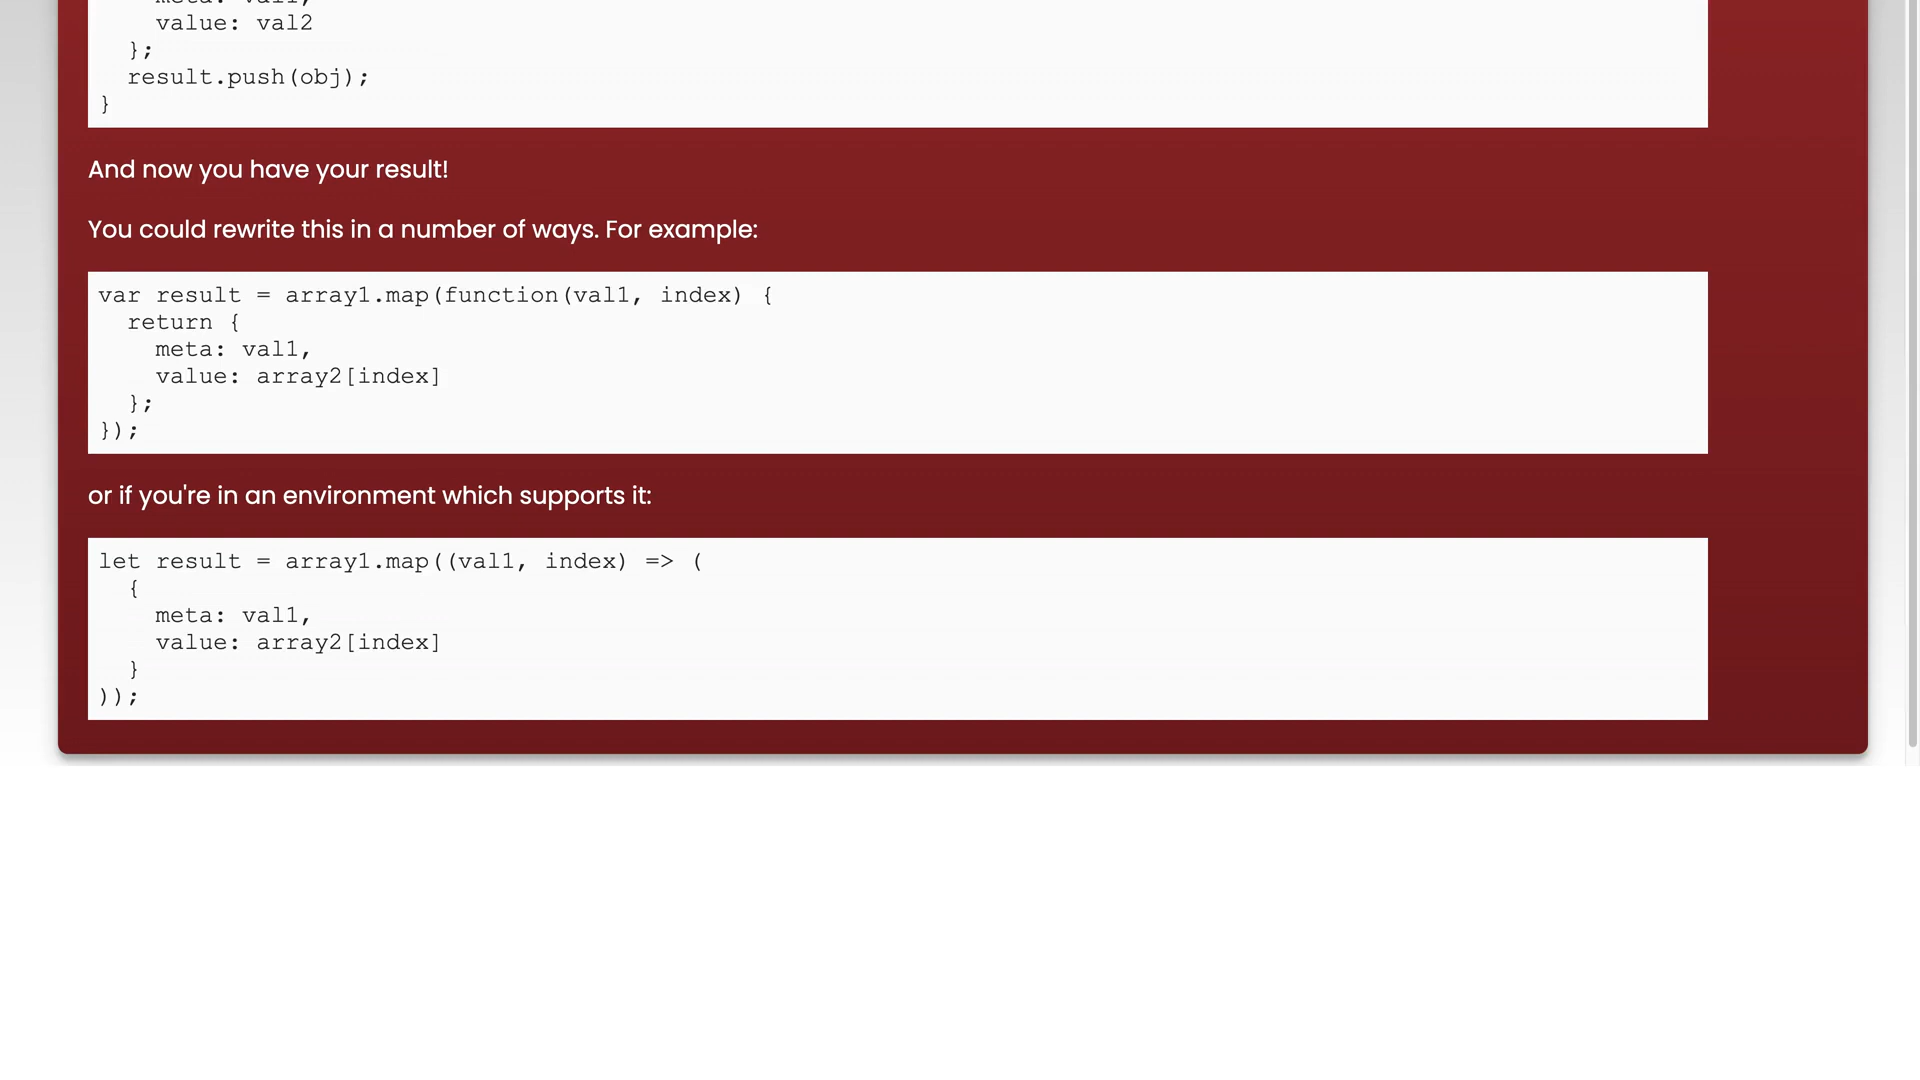 value: val2
};
result.push(obj);
}
And now you have your result!
You could rewrite this in a number of ways. For example:
var result = array1.map(function(val1, index) {
return {
meta: val1,
value: array2[index]
};
});
or if you're in an environment which supports it:
let result = array1.map((val1, index) => (
{
meta: val1,
value: array2[index]
}
));